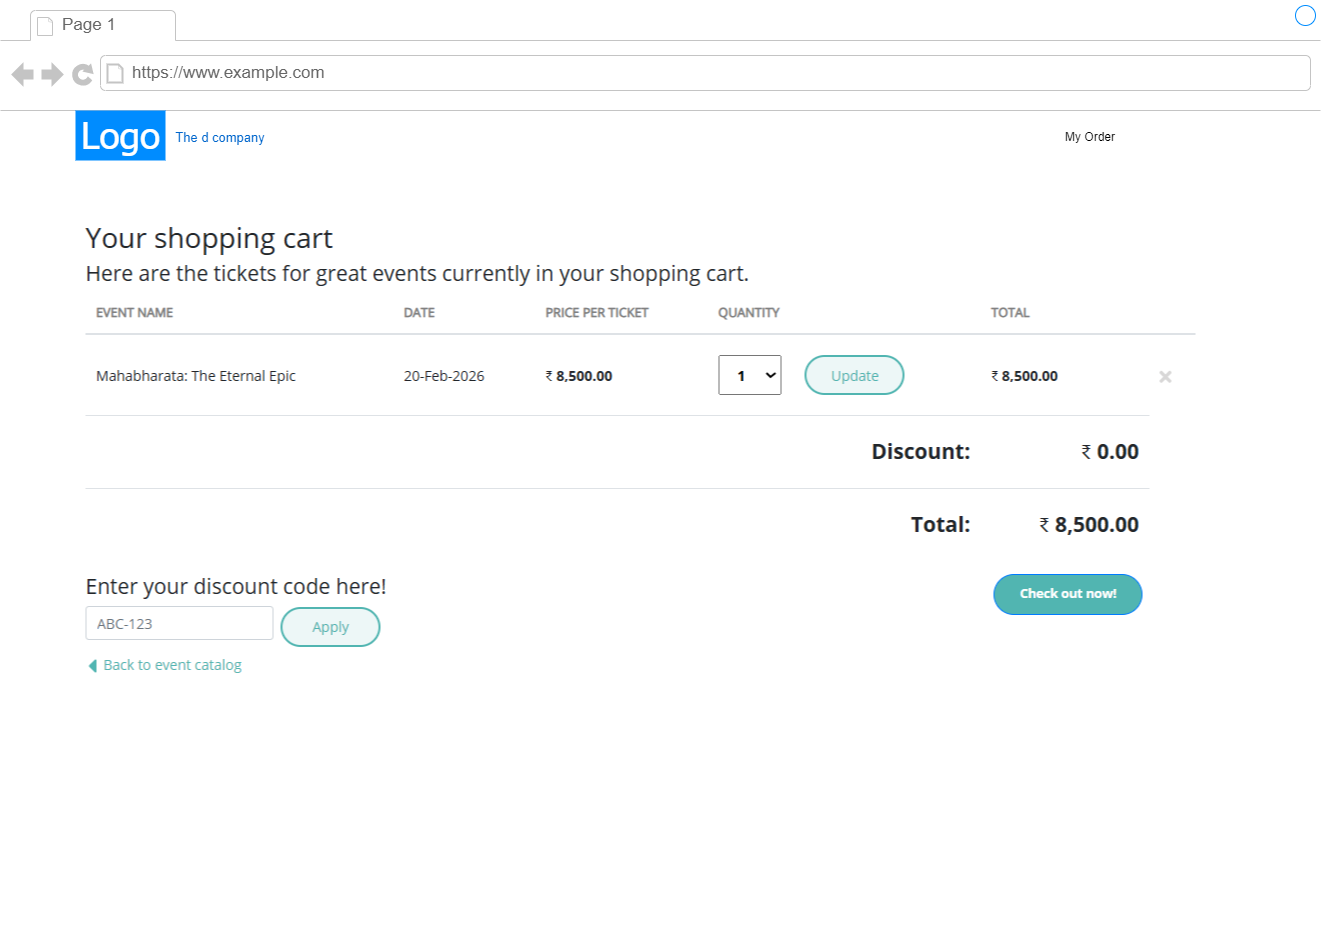 Page 1
https://www.example.com
Logo The d company My Order
Your shopping cart
Here are the tickets for great events currently in your shopping cart.
EVENT NAME DATE PRICE PER TICKET QUANTITY TOTAL
Mahabharata: The Eternal Epic 20-Feb-2026 ₹ 8,500.00 1 Update ₹ 8,500.00
Discount: ₹ 0.00
Total: ₹ 8,500.00
Enter your discount code here!
Check out now!
ABC-123 Apply
Back to event catalog